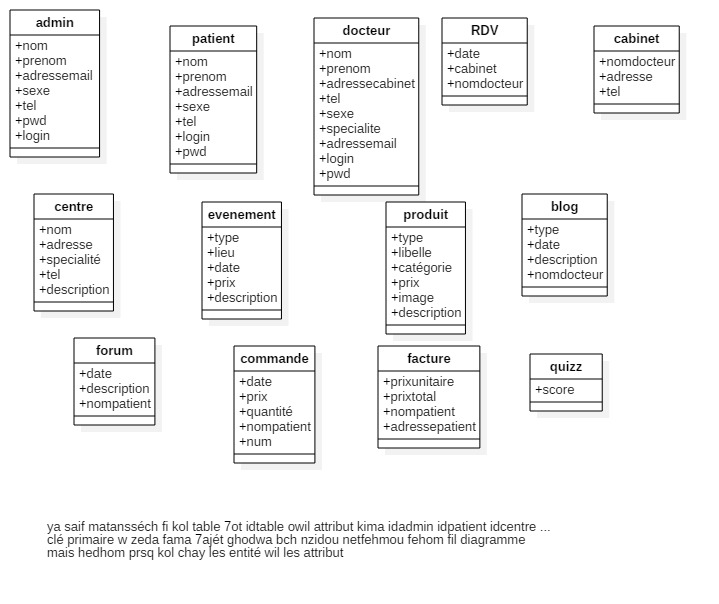 admin
+nom
+prenom
+adressemail
+sexe
+tel
+pwd
+login
patient
+nom
+prenom
+adressemail
+sexe
+tel
+login
+pwd
docteur
+nom
+prenom
+adressecabinet
+tel
+sexe
+specialite
+adressemail
+login
+pwd
RDV
+date
+cabinet
+nomdocteur
cabinet
+nomdocteur
+adresse
+tel
centre
+nom
+adresse
+specialité
+tel
+description
evenement
+type
+lieu
+date
+prix
+description
produit
+type
+libelle
+catégorie
+prix
+image
+description
blog
+type
+date
+description
+nomdocteur
forum
+date
+description
+nompatient
commande
+date
+prix
+quantité
+nompatient
+num
facture
+prixunitaire
+prixtotal
+nompatient
+adressepatient
quizz
+score
ya saif matansséch fi kol table 7ot idtable owil attribut kima idadmin idpatient idcentre ...
clé primaire w zeda fama 7ajét ghodwa bch nzidou netfehmou fehom fil diagramme
mais hedhom prsq kol chay les entité wil les attribut